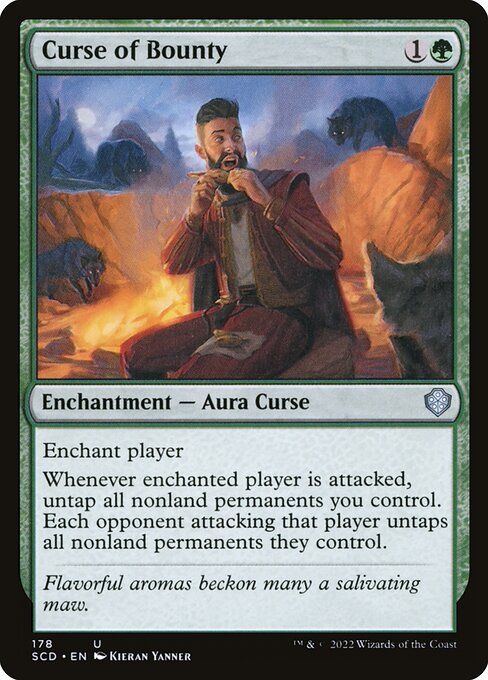 Curse of Bounty 1
Enchantment — Aura Curse
Enchant player
Whenever enchanted player is attacked,
untap all nonland permanents you control.
Each opponent attacking that player untaps
all nonland permanents they control.
Flavorful aromas beckon many a salivating
maw.
178 U
™ & © 2022 Wizards of the Coast
SCD • EN Kieran Yanner